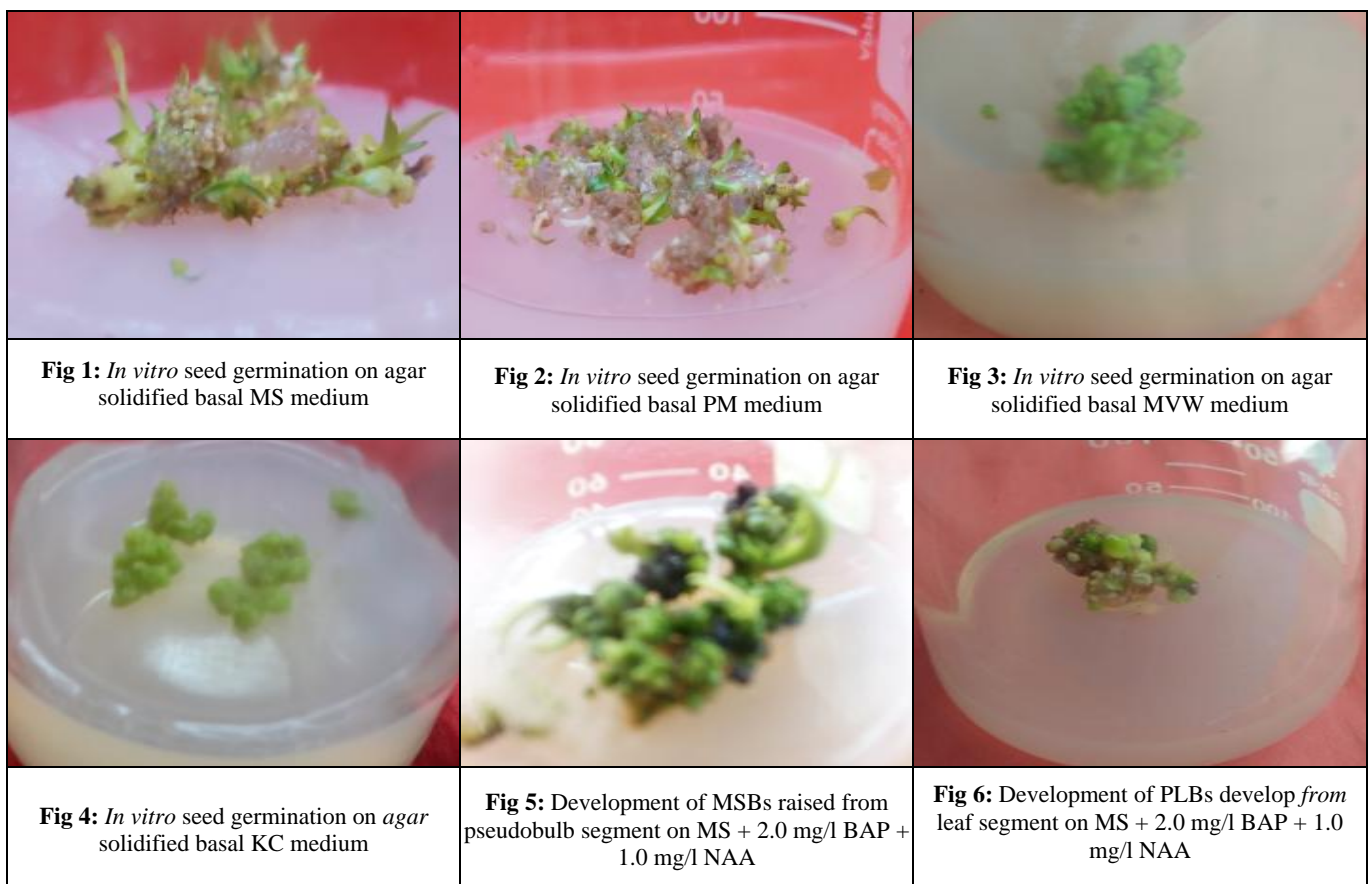 Fig 1: In vitro seed germination on agar
solidified basal MS medium
Fig 2: In vitro seed germination on agar
solidified basal PM medium
Fig 3: In vitro seed germination on agar
solidified basal MVW medium
Fig 4: In vitro seed germination on agar
solidified basal KC medium
Fig 5: Development of MSBs raised from
pseudobulb segment on MS + 2.0 mg/l BAP +
1.0 mg/l NAA
Fig 6: Development of PLBs develop from
leaf segment on MS + 2.0 mg/l BAP + 1.0
mg/l NAA